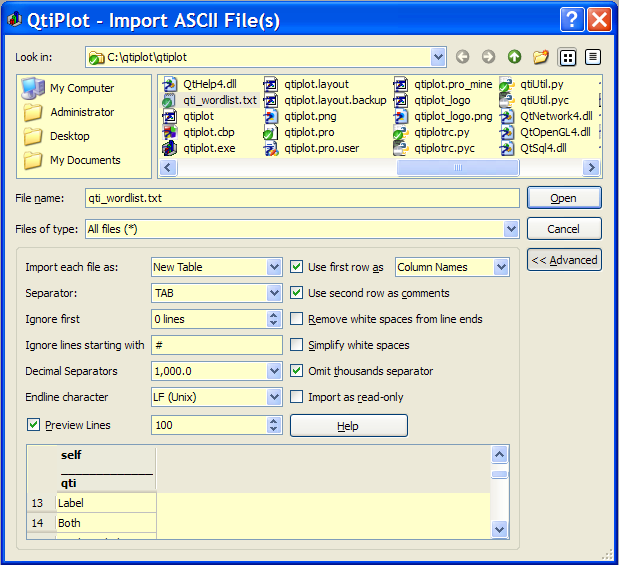 QtiPlot - Import ASCII File(s)
Look in: C:\qtiplot\qtiplot
My Computer
Administrator
Desktop
My Documents
QtHelp4.dll qtiplot.layout qtiplot.pro_mine qtiUtil.py
qti_wordlist.txt qtiplot.layout.backup qtiplot_logo qtiUtil.pyc
qtiplot qtiplot.png qtiplot_logo.png QtNetwork4.dll
qtiplot.cbp qtiplot.pro qtiplotrc.py QtOpenGL4.dll
qtiplot.exe qtiplot.pro.user qtiplotrc.pyc QtSql4.dll
File name: qti_wordlist.txt Open
Files of type: All files (*) Cancel
<< Advanced
Import each file as: New Table Use first row as Column Names
Separator: TAB Use second row as comments
Ignore first 0 lines Remove white spaces from line ends
Ignore lines starting with # Simplify white spaces
Decimal Separators 1,000.0 Omit thousands separator
Endline character LF (Unix) Import as read-only
Preview Lines 100 Help
self
qti
13 Label
14 Both